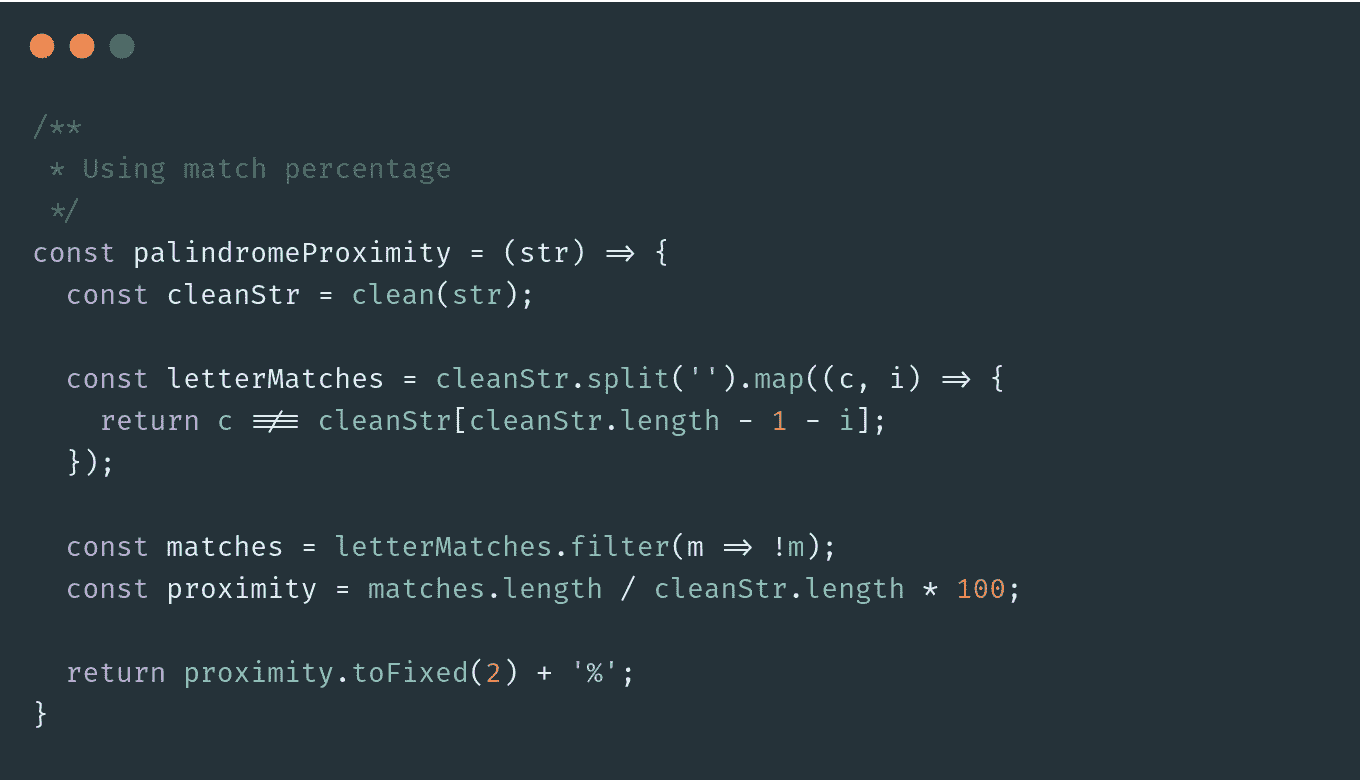 /**
 * Using match percentage
 */
const palindromeProximity = (str) => {
  const cleanStr = clean(str);
  const letterMatches = cleanStr.split('').map((c, i) => {
    return c !== cleanStr[cleanStr.length - 1 - i];
  });
  const matches = letterMatches.filter(m => !m);
  const proximity = matches.length / cleanStr.length * 100;
  return proximity.toFixed(2) + '%';
}